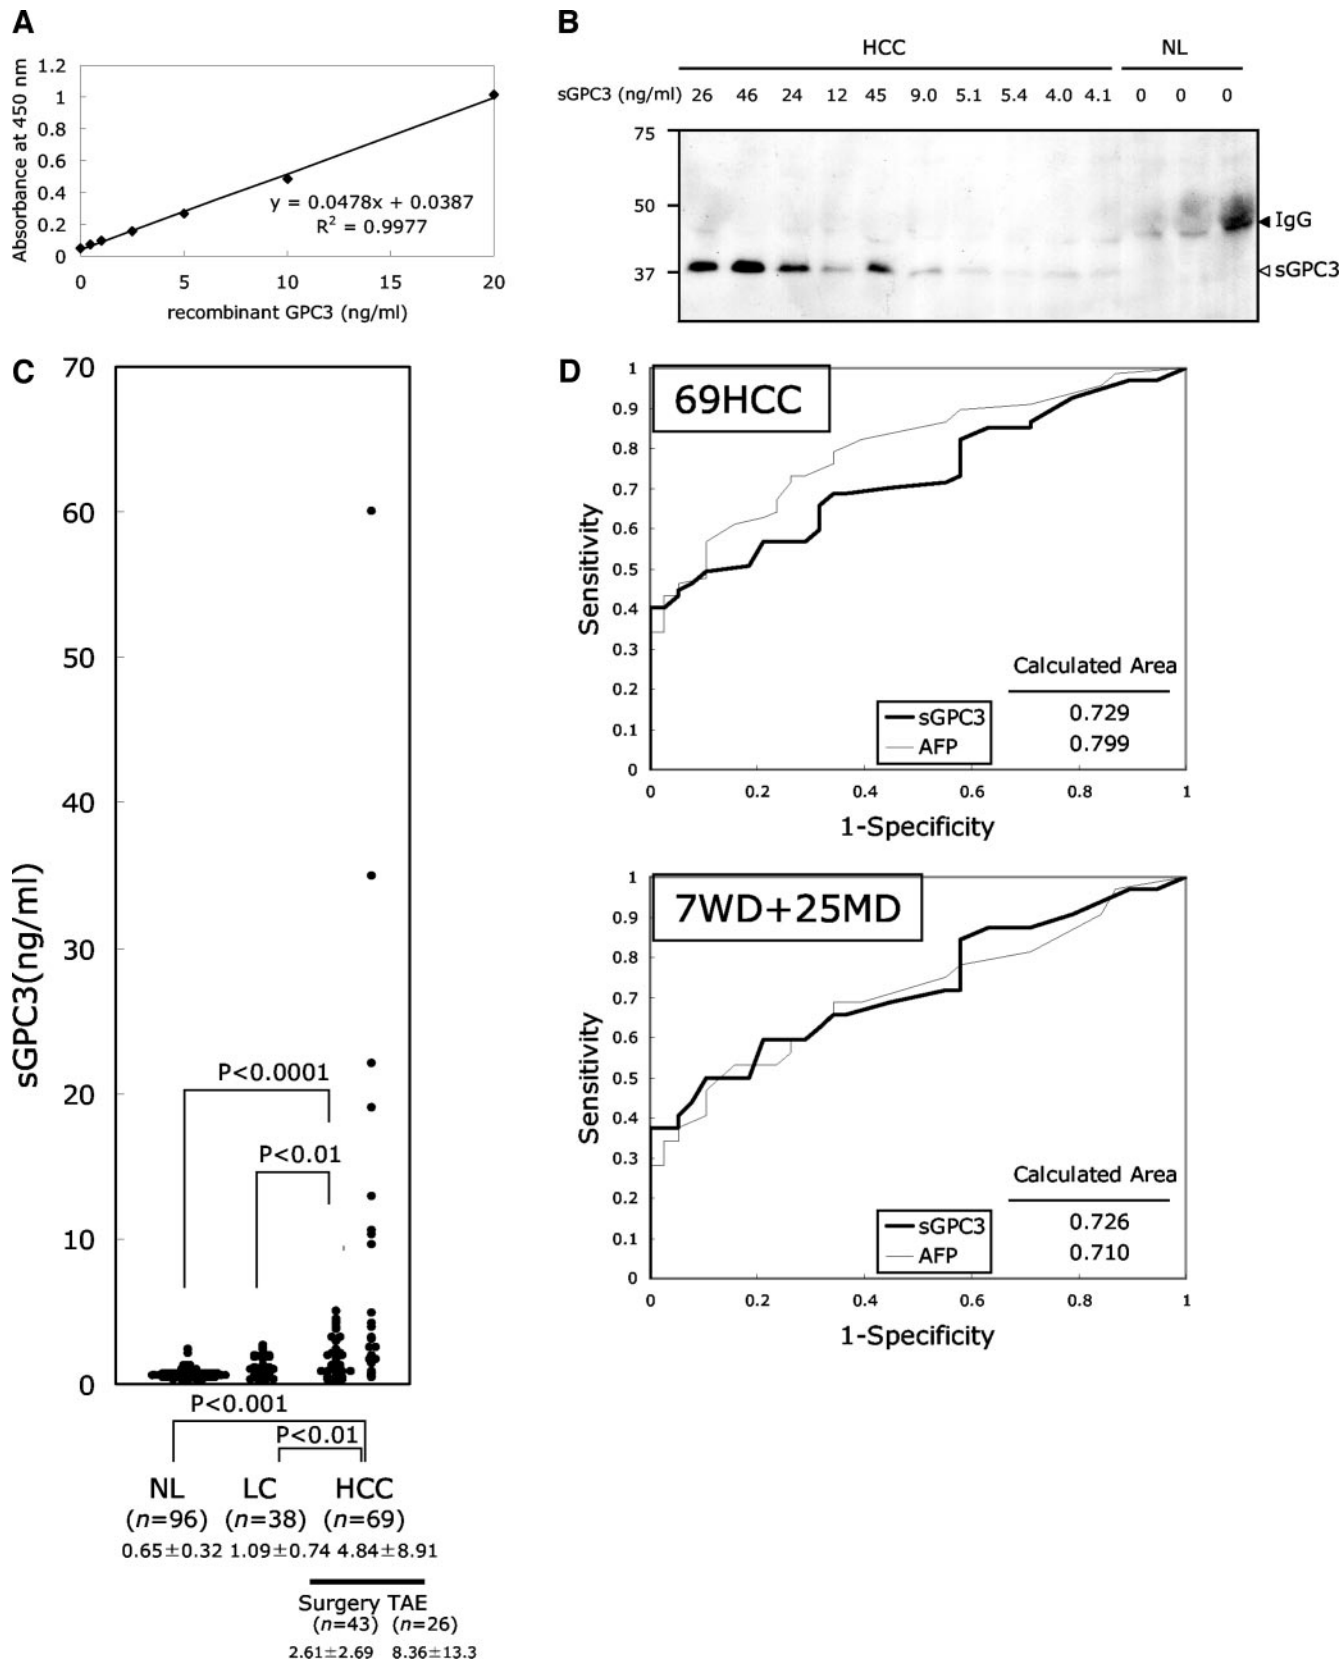 A
1.2
1
0.8
0.6
0.4
0.2
0
Absorbance at 450 nm
y = 0.0478x + 0.0387
R² = 0.9977
0 5 10 15 20
recombinant GPC3 (ng/ml)
B
HCC NL
sGPC3 (ng/ml) 26 46 24 12 45 9.0 5.1 5.4 4.0 4.1 0 0 0
75
50
37
IgG
sGPC3
C
70
60
50
40
30
20
10
0
sGPC3(ng/ml)
P<0.0001
P<0.01
P<0.001
P<0.01
NL LC HCC
(n=96) (n=38) (n=69)
0.65±0.32 1.09±0.74 4.84±8.91
Surgery TAE
(n=43) (n=26)
2.61±2.69 8.36±13.3
D
69HCC
1
0.9
0.8
0.7
0.6
0.5
0.4
0.3
0.2
0.1
0
Sensitivity
Calculated Area
sGPC3 0.729
AFP 0.799
0 0.2 0.4 0.6 0.8 1
1-Specificity
7WD+25MD
1
0.9
0.8
0.7
0.6
0.5
0.4
0.3
0.2
0.1
0
Sensitivity
Calculated Area
sGPC3 0.726
AFP 0.710
0 0.2 0.4 0.6 0.8 1
1-Specificity